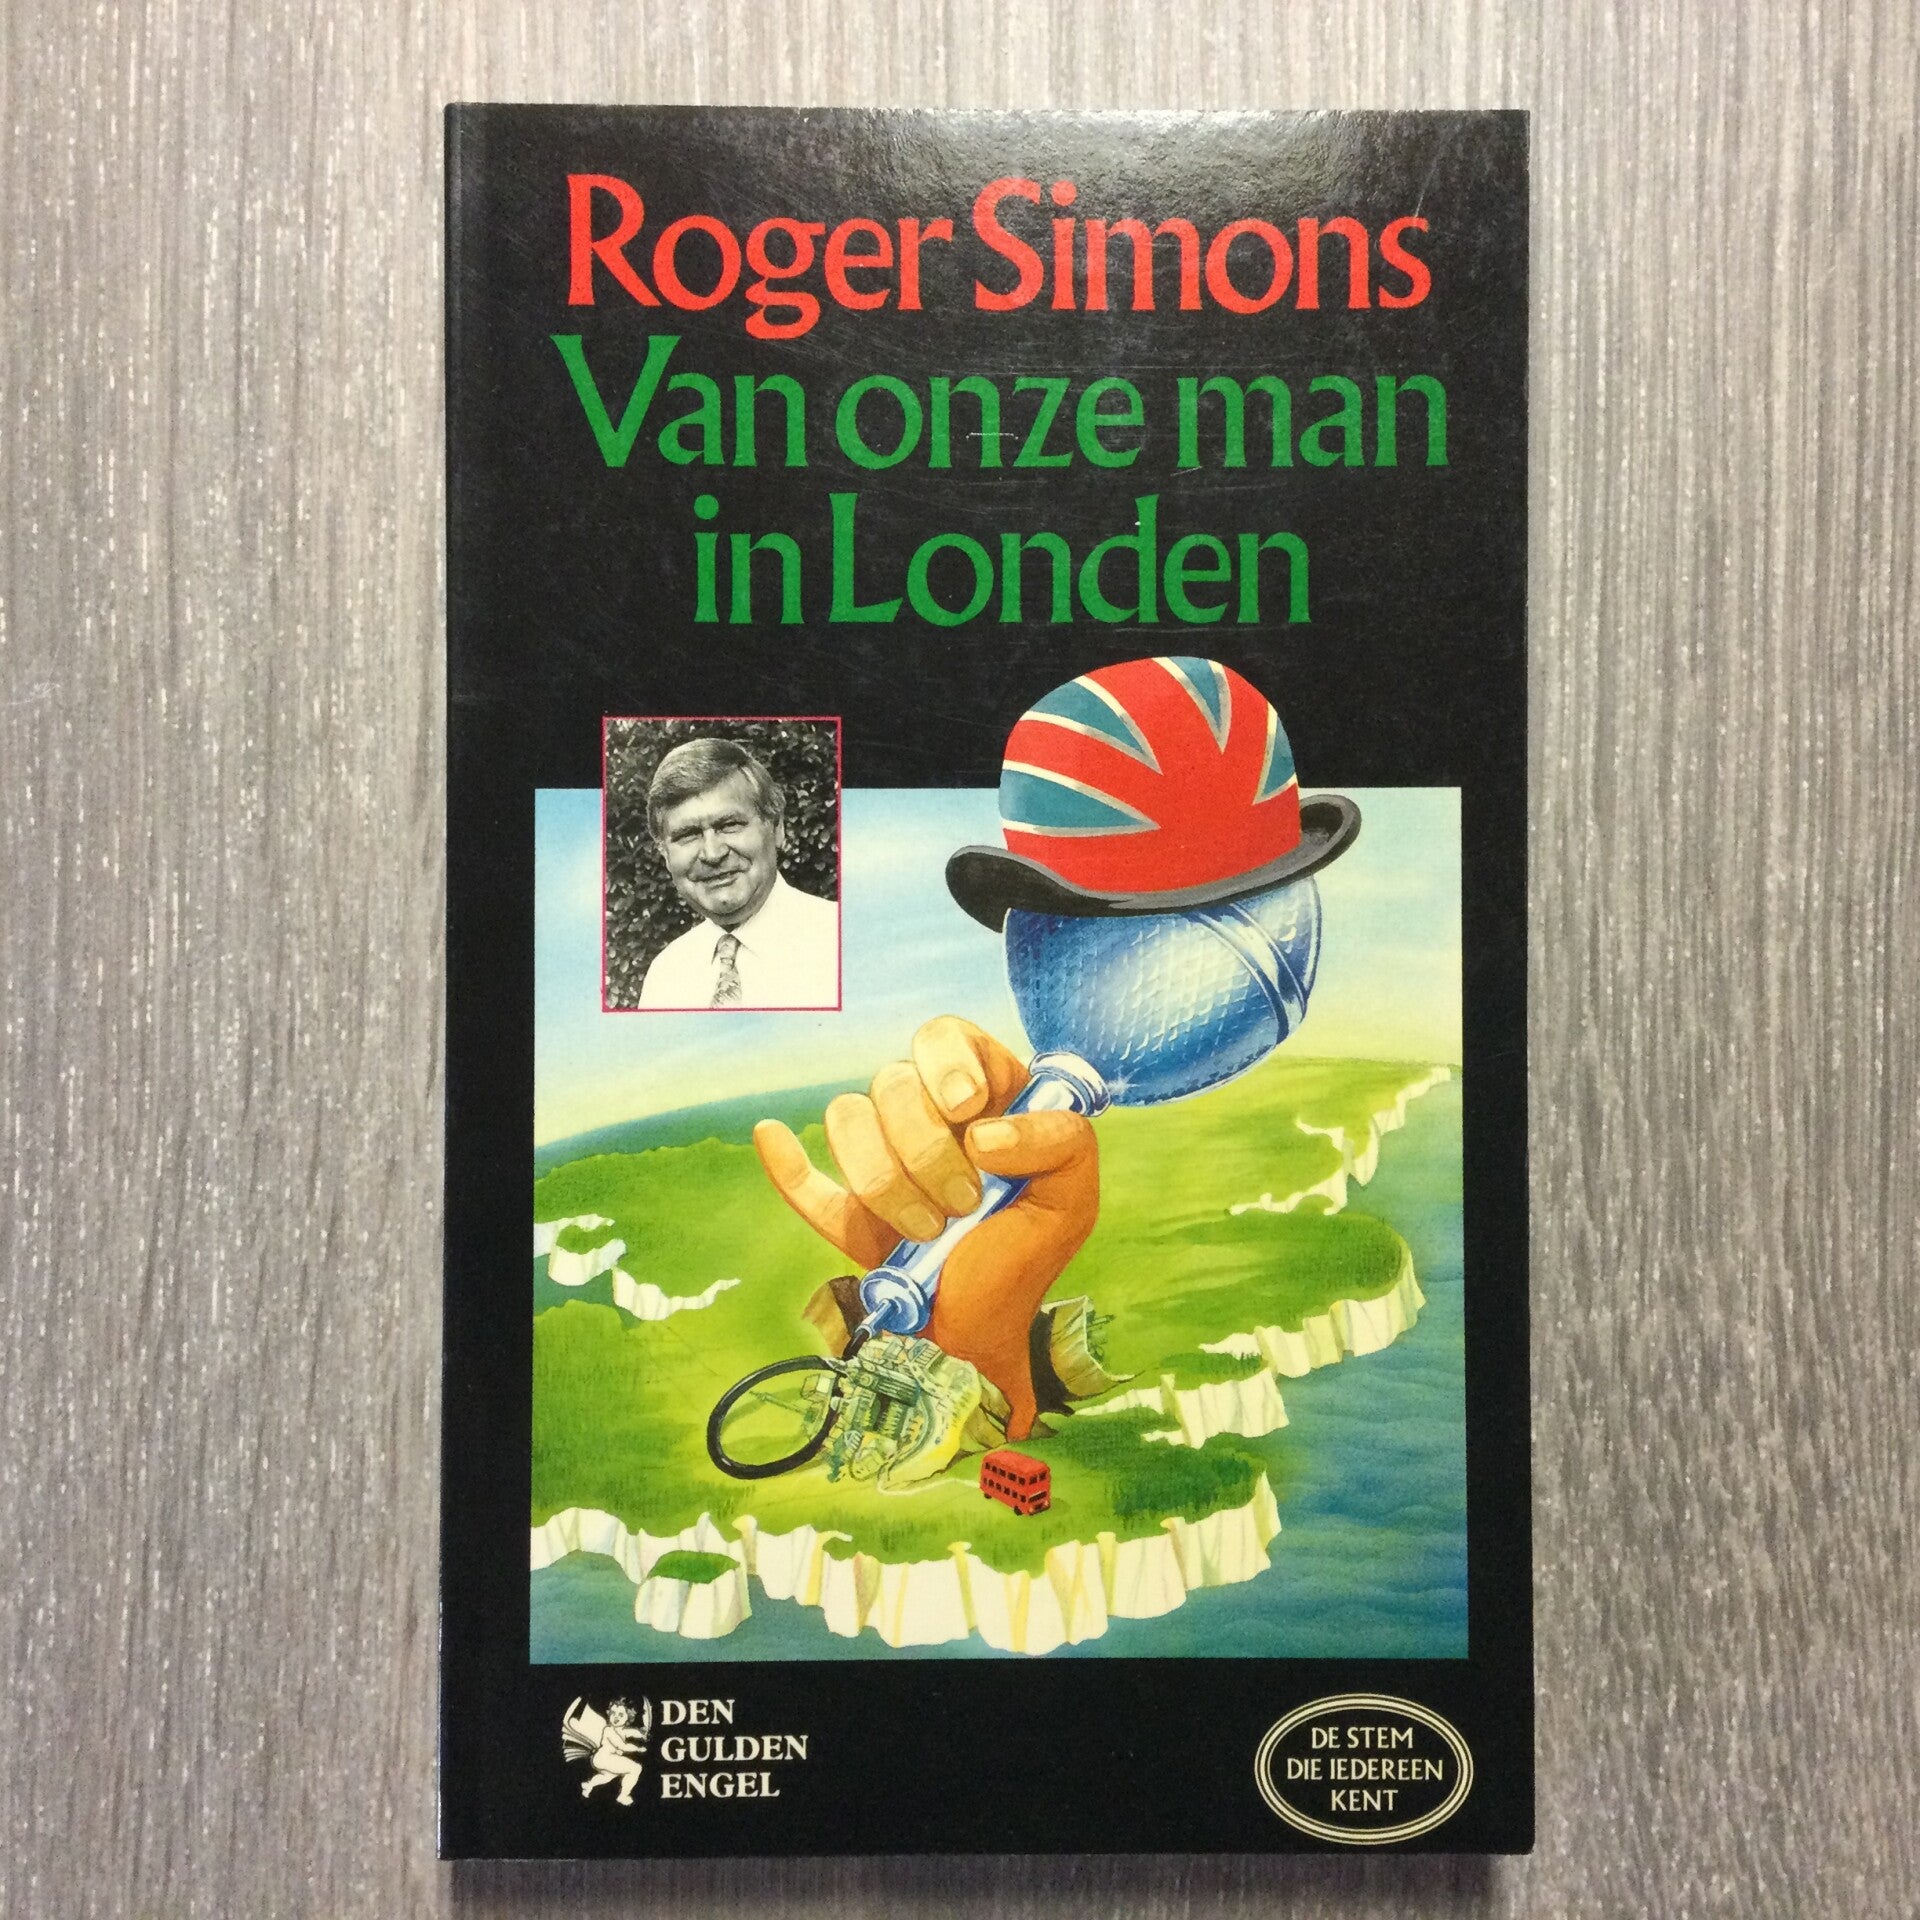 Roger Simons
Van onze man
in Londen
DEN
GULDEN
ENGEL
DE STEM
DIE IEDEREEN
KENT